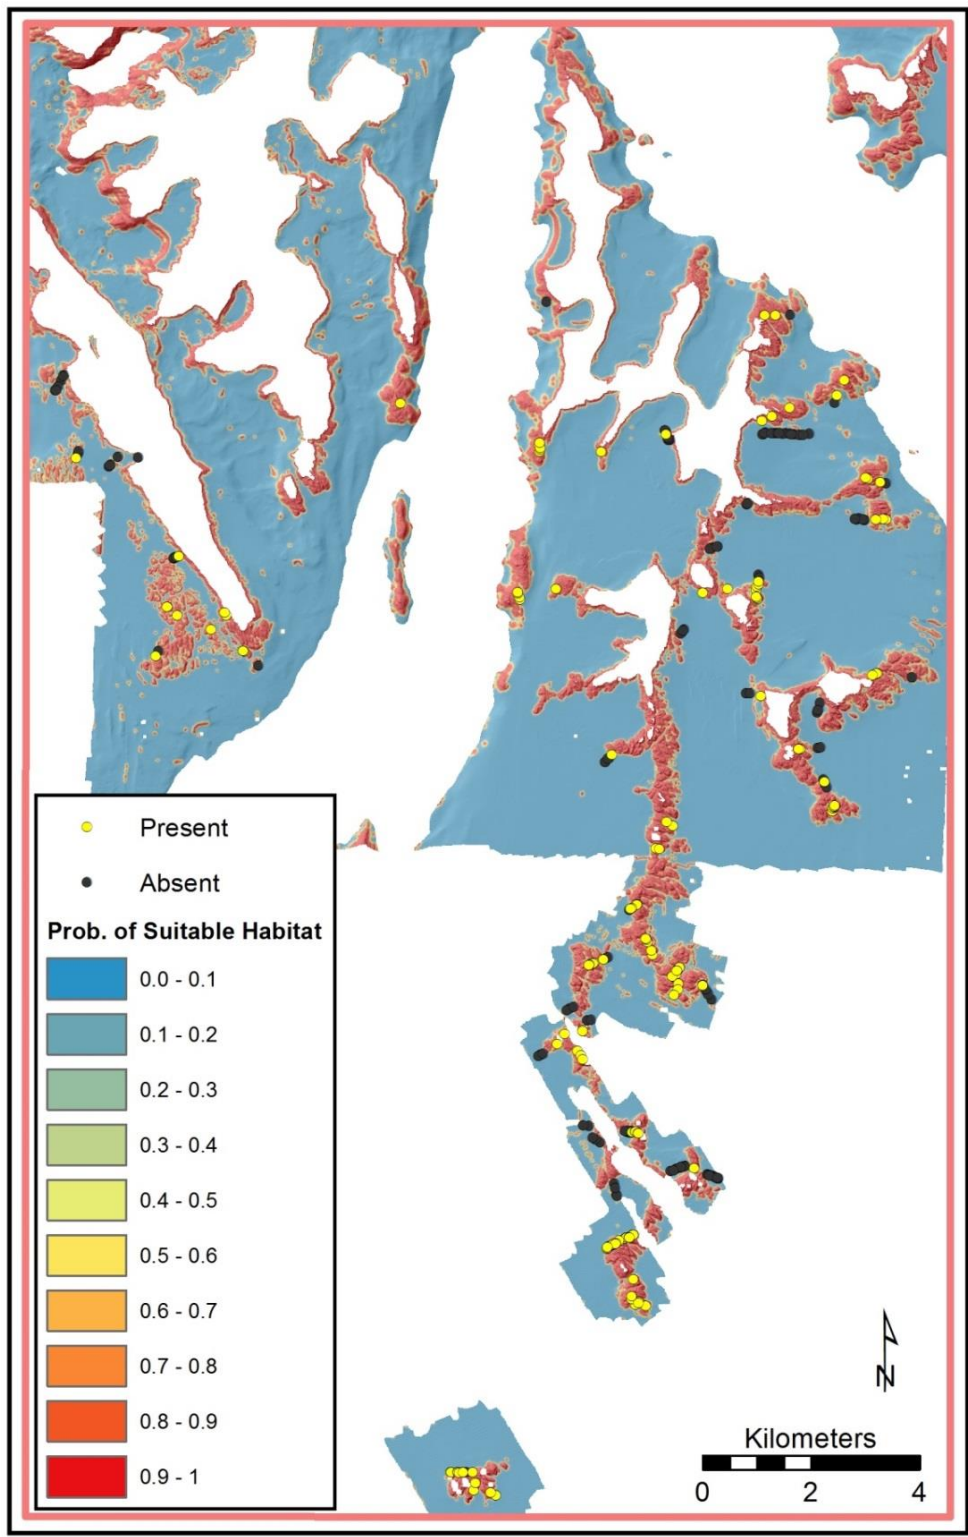 Present
Absent
Prob. of Suitable Habitat
0.0 - 0.1
0.1 - 0.2
0.2 - 0.3
0.3 - 0.4
0.4 - 0.5
0.5 - 0.6
0.6 - 0.7
0.7 - 0.8
0.8 - 0.9
0.9 - 1
N
Kilometers
0 2 4